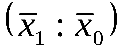 (x̅₁ : x̅₀)